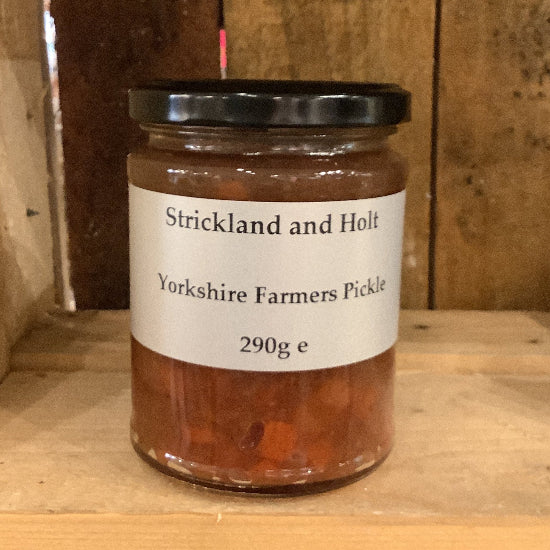 Strickland and Holt
Yorkshire Farmers Pickle
290g e